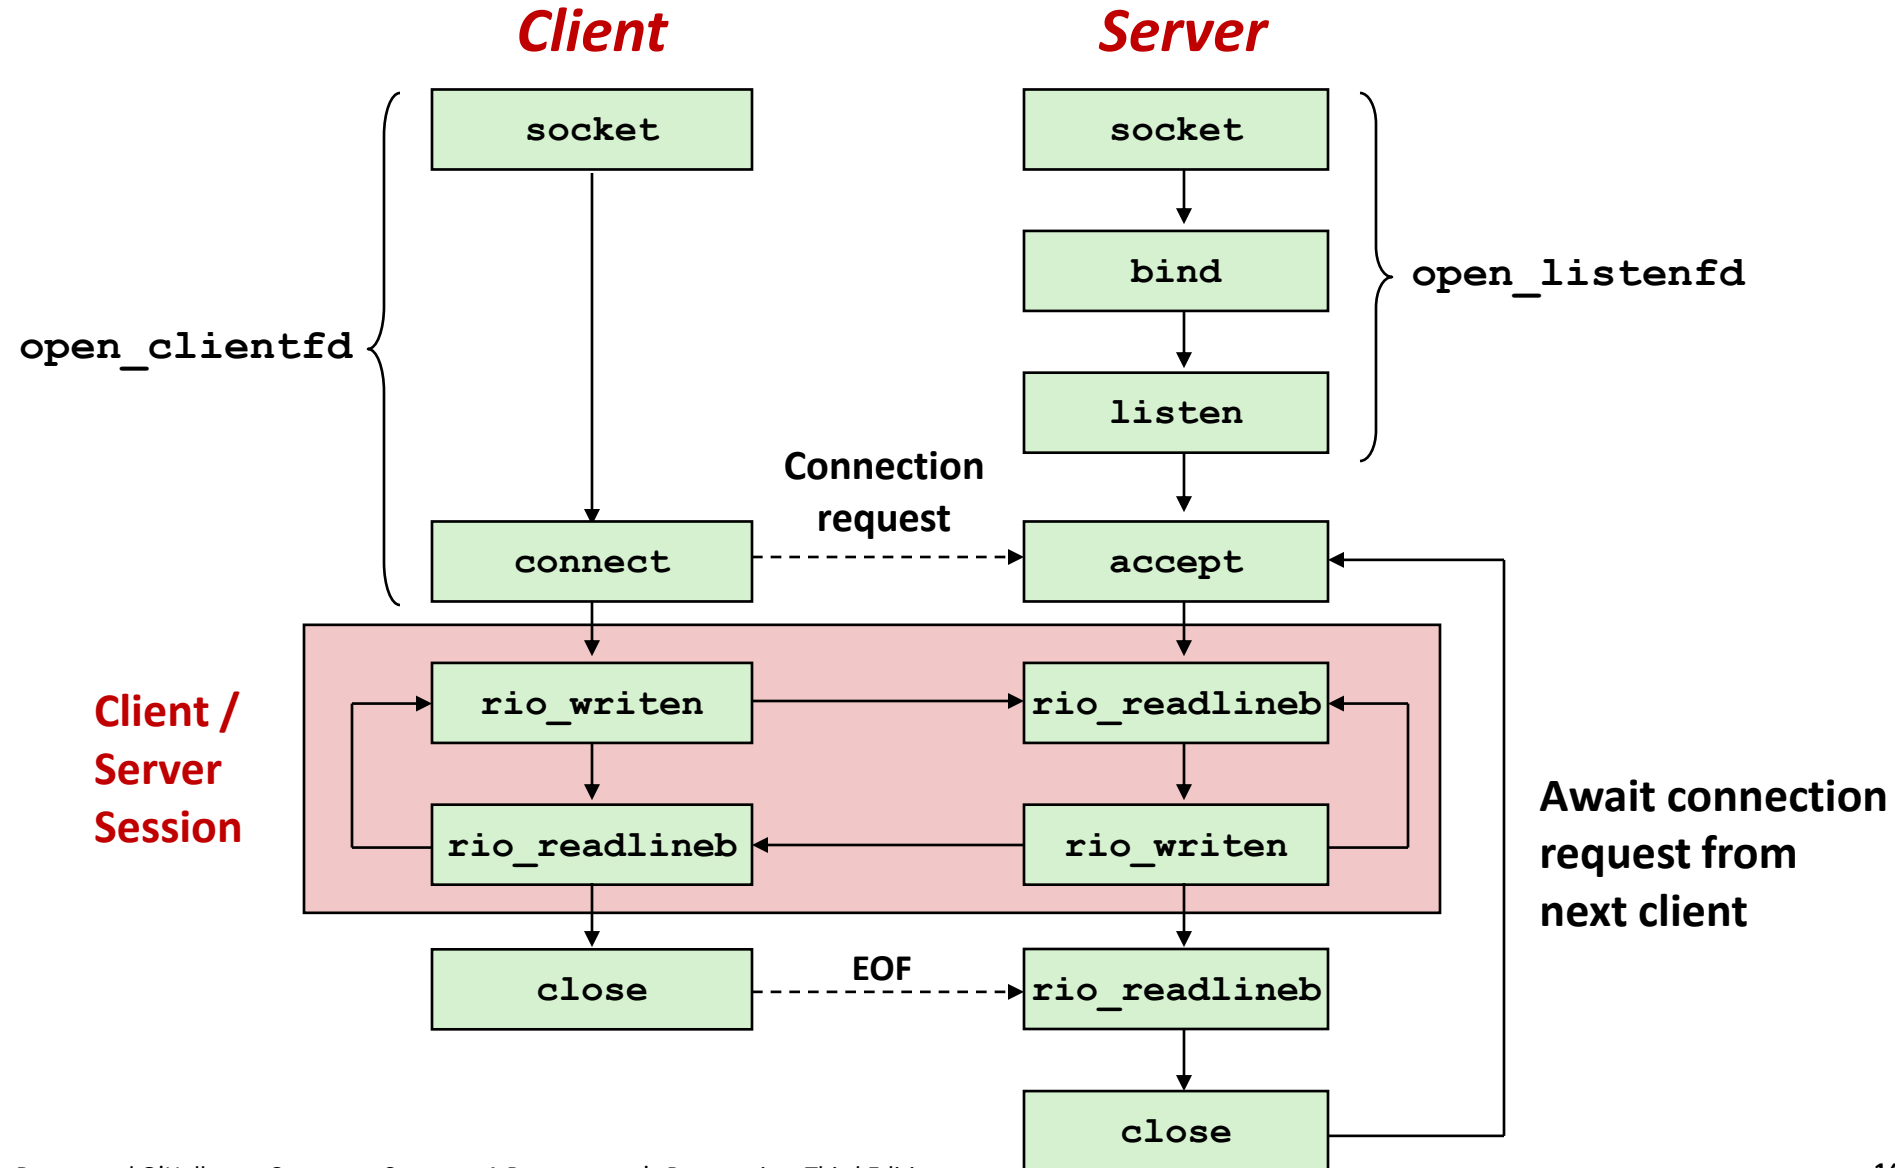 Client
Server
socket
socket
bind
open_listenfd
open_clientfd
listen
Connection
request
connect
accept
Client /
Server
Session
rio_writen
rio_readlineb
rio_readlineb
rio_writen
Await connection
request from
next client
close
EOF
rio_readlineb
close